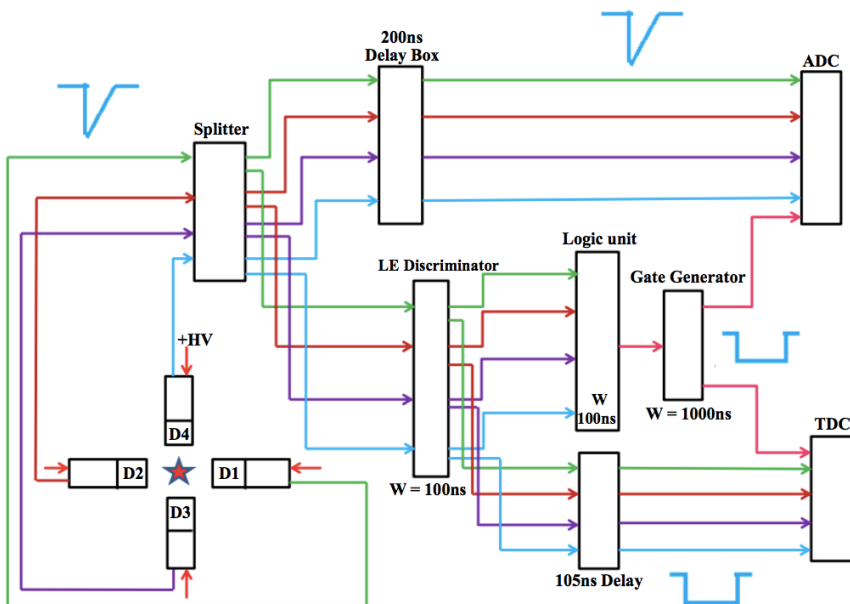 200ns
Delay Box
ADC
Splitter
Logic unit
LE Discriminator
Gate Generator
+HV
W
100ns
W = 1000ns
D4
TDC
D2
D1
D3
W = 100ns
105ns Delay